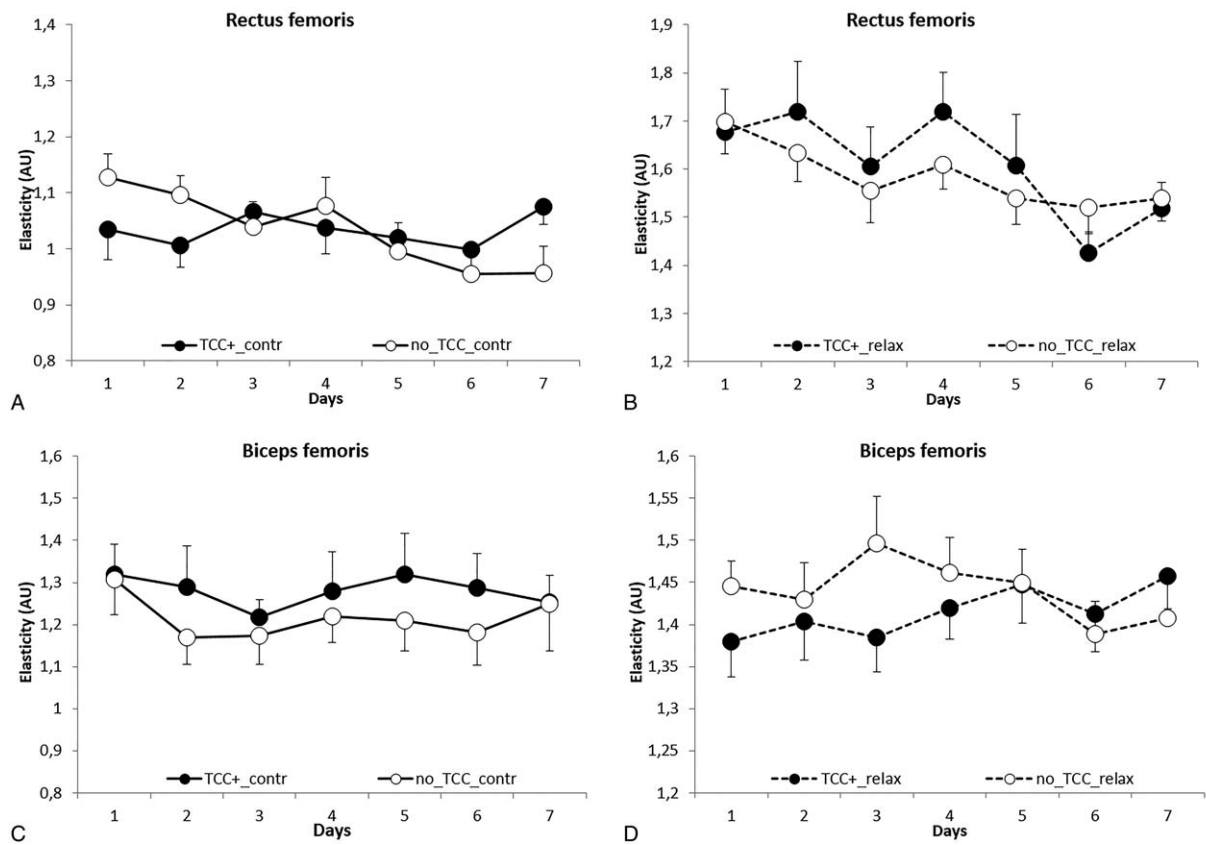 Rectus femoris
1,4
1,3
1,2
1,1
1
0,9
0,8
Elasticity (AU)
TCC+_contr no_TCC_contr
1 2 3 4 5 6 7
Days
A
Rectus femoris
1,9
1,8
1,7
1,6
1,5
1,4
1,3
1,2
Elasticity (AU)
TCC+_relax no_TCC_relax
1 2 3 4 5 6 7
Days
B
Biceps femoris
1,6
1,5
1,4
1,3
1,2
1,1
1
0,9
0,8
Elasticity (AU)
TCC+_contr no_TCC_contr
1 2 3 4 5 6 7
Days
C
Biceps femoris
1,6
1,55
1,5
1,45
1,4
1,35
1,3
1,25
1,2
Elasticity (AU)
TCC+_relax no_TCC_relax
1 2 3 4 5 6 7
Days
D